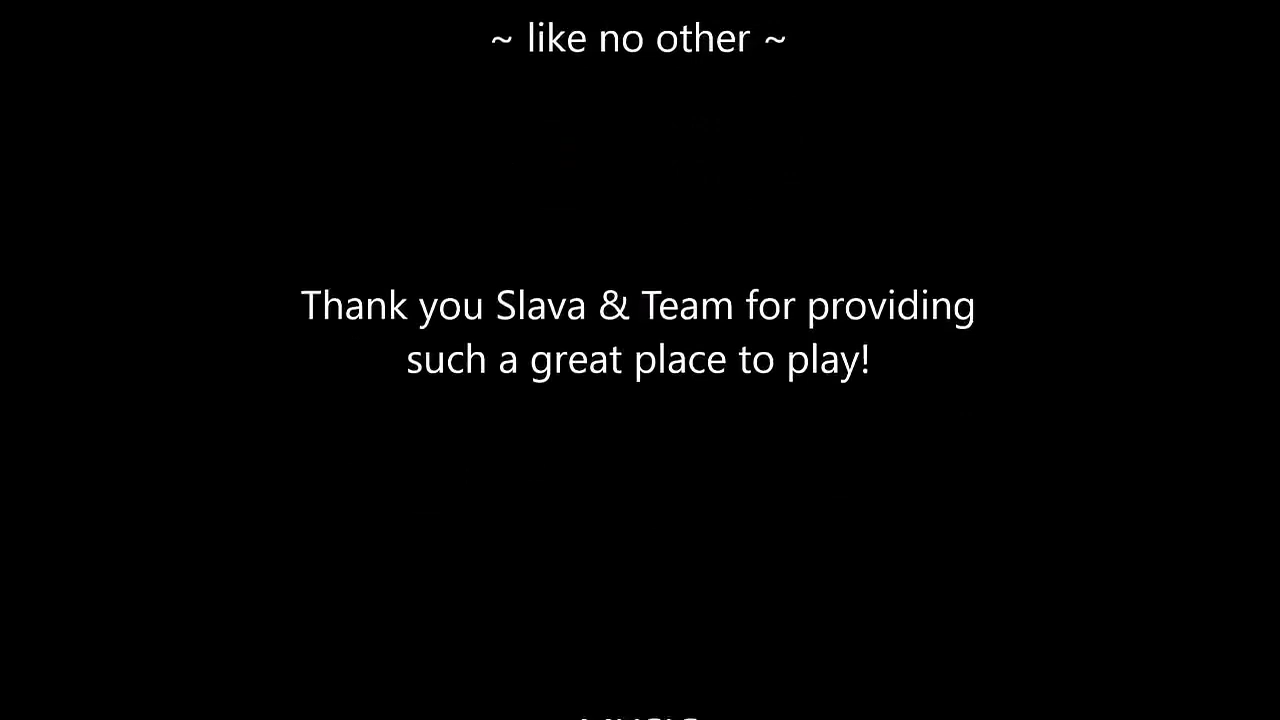 ~ like no other ~
Thank you Slava & Team for providing
such a great place to play!